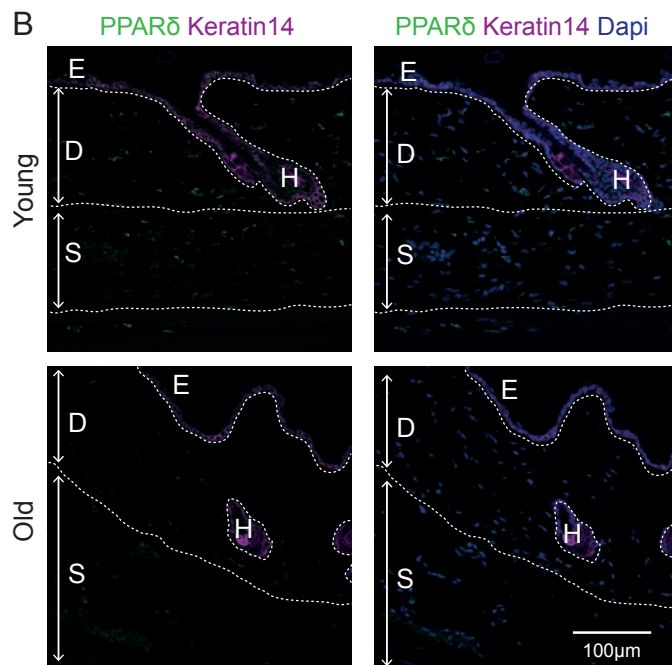 B
PPARδ Keratin14
PPARδ Keratin14 Dapi
Young
E
D
H
S
E
D
H
S
Old
E
D
H
S
E
D
H
S
100μm